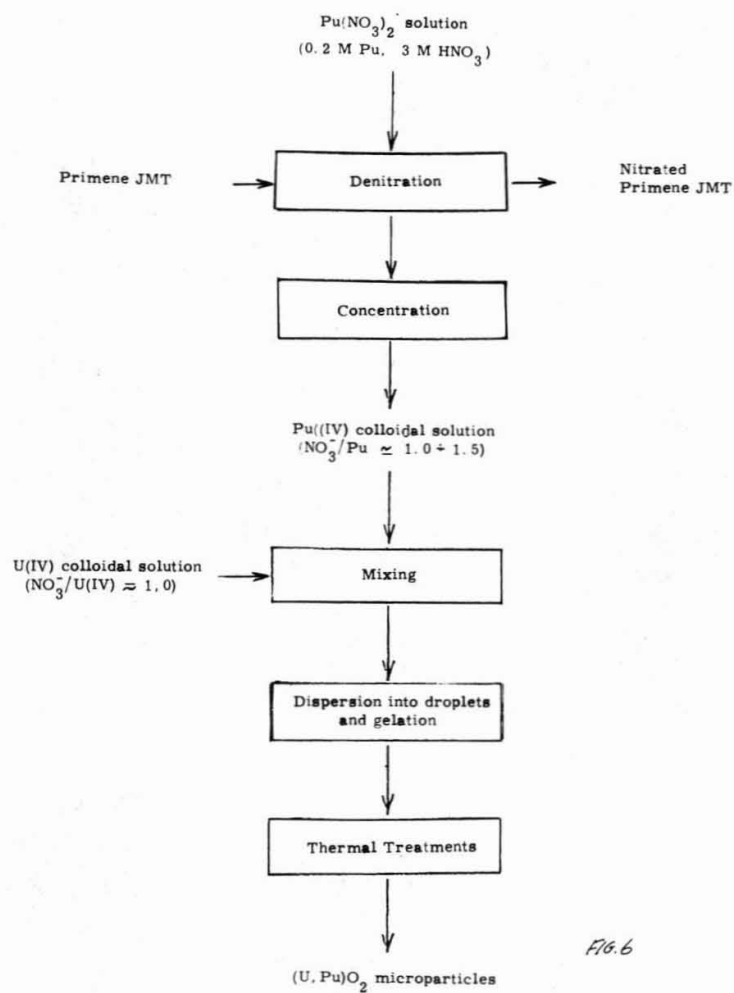 Pu(NO3)2 solution
(0.2 M Pu, 3 M HNO3)
Primene JMT
Denitration
Nitrated
Primene JMT
Concentration
Pu((IV) colloidal solution
(NO3-/Pu ≃ 1.0 ÷ 1.5)
U(IV) colloidal solution
(NO3-/U(IV) ≈ 1,0)
Mixing
Dispersion into droplets
and gelation
Thermal Treatments
FIG.6
(U, Pu)O2 microparticles